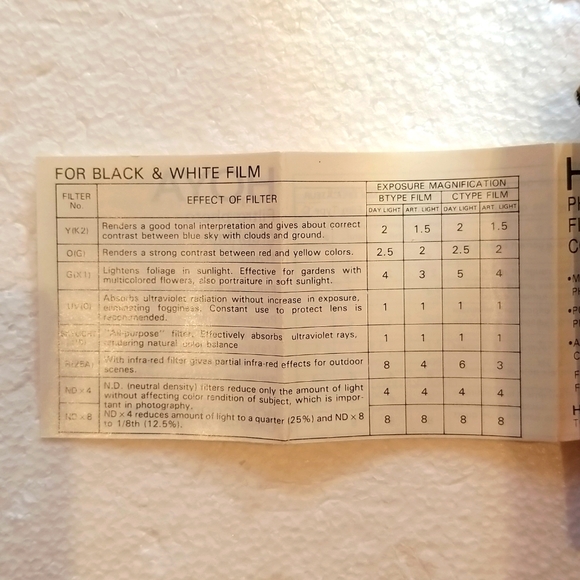 FOR BLACK & WHITE FILM
FILTER No.
EFFECT OF FILTER
EXPOSURE MAGNIFICATION
BTYPE FILM CTYPE FILM
DAY LIGHT ART. LIGHT DAY LIGHT ART. LIGHT
Y(K2) Renders a good tonal interpretation and gives about correct
contrast between blue sky with clouds and ground.
2 1.5 2 1.5
O(G) Renders a strong contrast between red and yellow colors. 2.5 2 2.5 2
G(X1) Lightens foliage in sunlight. Effective for gardens with
multicolored flowers, also portraiture in soft sunlight.
4 3 5 4
UV(O) Absorbs ultraviolet radiation without increase in exposure,
eliminating fogginess. Constant use to protect lens is
recommended.
1 1 1 1
"All-purpose" filter. Effectively absorbs ultraviolet rays,
rendering natural color balance
1 1 1 1
R(25A) With infra-red filter gives partial infra-red effects for outdoor
scenes.
8 4 6 3
ND×4 N.D. (neutral density) filters reduce only the amount of light
without affecting color rendition of subject, which is impor-
tant in photography.
4 4 4 4
ND×8 ND×4 reduces amount of light to a quarter (25%) and ND×8
to 1/8th (12.5%).
8 8 8 8